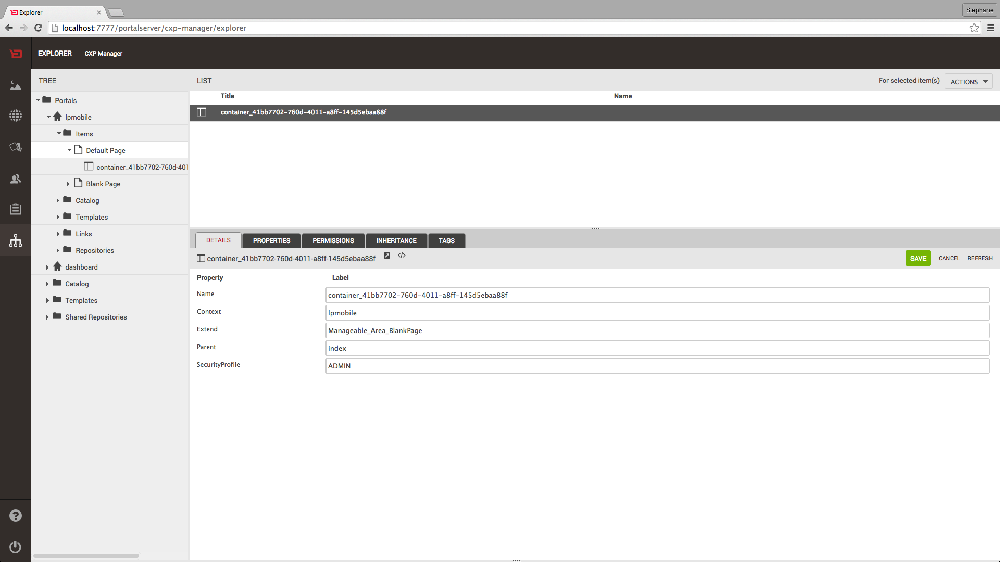 Explorer
Stephane
localhost:7777/portalserver/cxp-manager/explorer
EXPLORER | CXP Manager
TREE
Portals
lpmobile
Items
Default Page
container_41bb7702-760d-401
Blank Page
Catalog
Templates
Links
Repositories
dashboard
Catalog
Templates
Shared Repositories
LIST
For selected item(s) ACTIONS
Title Name
container_41bb7702-760d-4011-a8ff-145d5ebaa88f
DETAILS PROPERTIES PERMISSIONS INHERITANCE TAGS
container_41bb7702-760d-4011-a8ff-145d5ebaa88f </> SAVE CANCEL REFRESH
Property Label
Name container_41bb7702-760d-4011-a8ff-145d5ebaa88f
Context lpmobile
Extend Manageable_Area_BlankPage
Parent index
SecurityProfile ADMIN